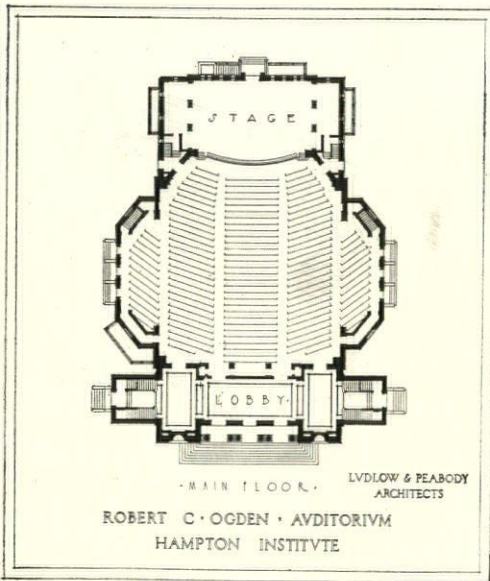 STAGE
LOBBY
· MAIN FLOOR ·
LVDLOW & PEABODY
ARCHITECTS
ROBERT C · OGDEN · AVDITORIVM
HAMPTON INSTITVTE